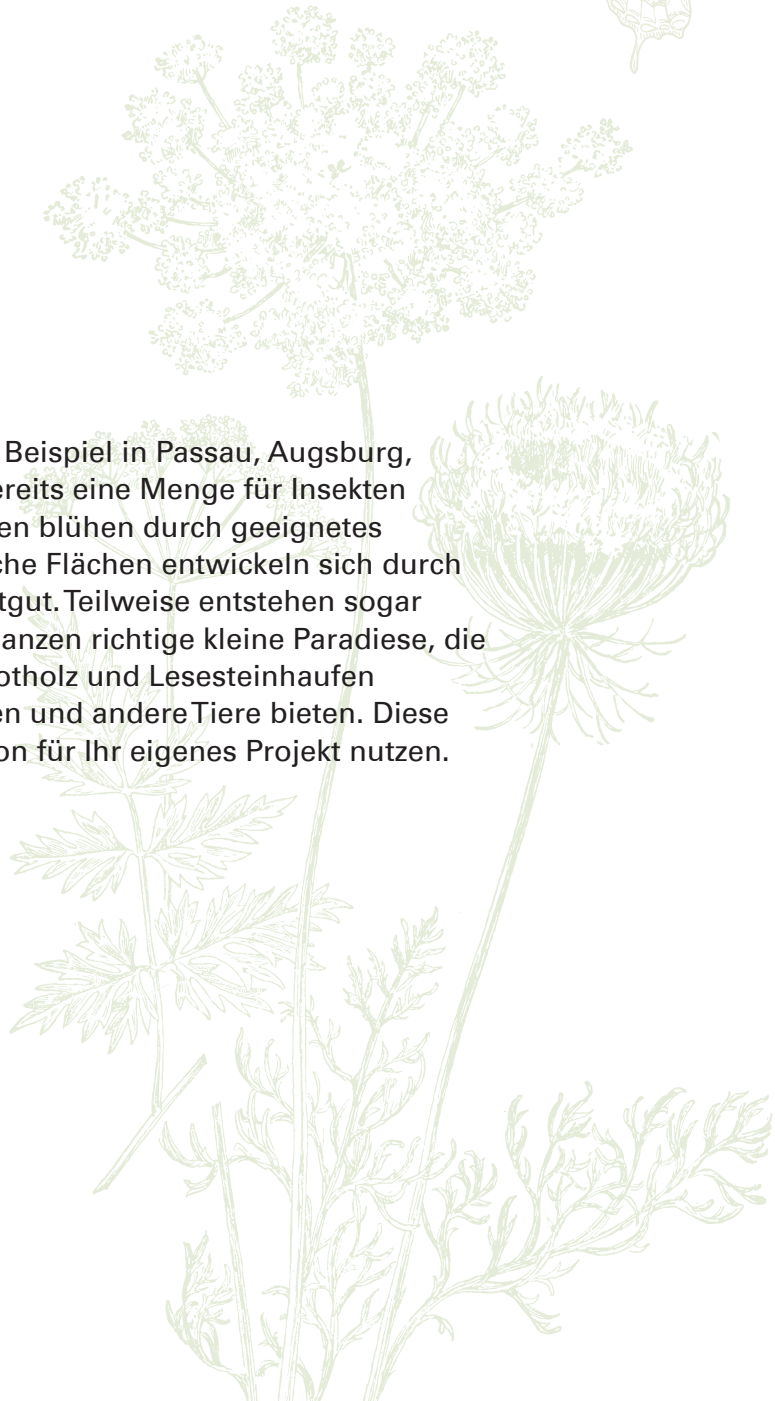 Beispiel in Passau, Augsburg,
ereits eine Menge für Insekten
en blühen durch geeignetes
che Flächen entwickeln sich durch
tgut. Teilweise entstehen sogar
anzen richtige kleine Paradiese, die
otholz und Lesesteinhaufen
en und andere Tiere bieten. Diese
on für Ihr eigenes Projekt nutzen.